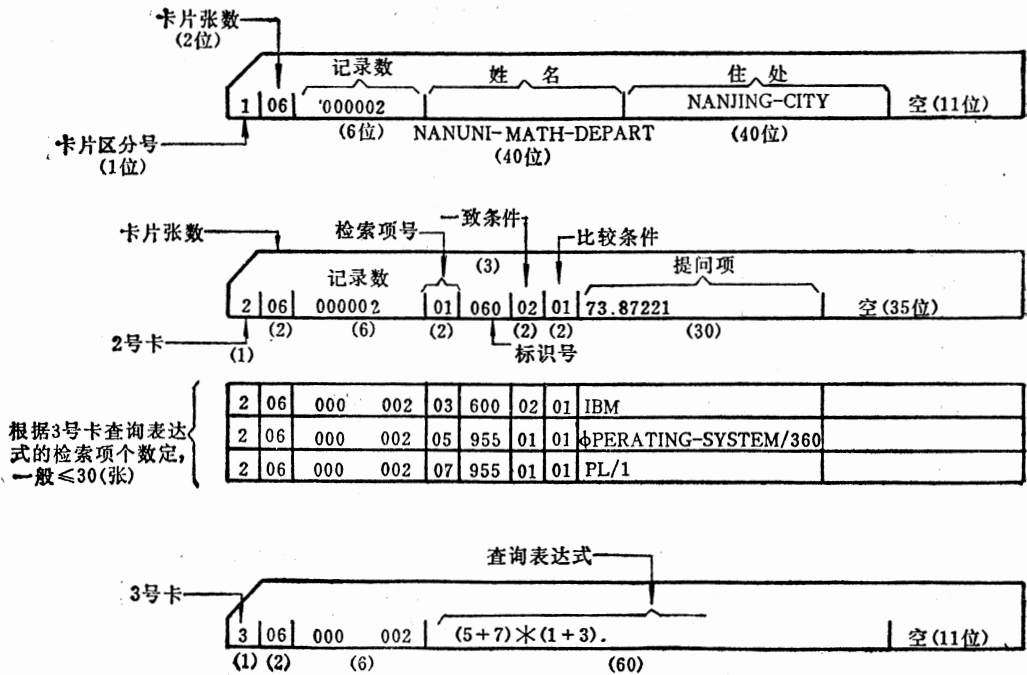 卡片张数
(2位)
记录数 姓 名 住 处
1 06 '000002 NANJING-CITY 空(11位)
(6位) NANUNI-MATH-DEPART (40位)
(40位)
卡片区分号
(1位)
卡片张数 检索项号 一致条件 比较条件
记录数 (3) 提问项
2 06 000002 01 060 02 01 73.87221 空(35位)
(2) (6) (2) (2) (2) (30)
2号卡 (1) 标识号
2 06 000 002 03 600 02 01 IBM
2 06 000 002 05 955 01 01 ϕPERATING-SYSTEM/360
2 06 000 002 07 955 01 01 PL/1
根据3号卡查询表达
式的检索项个数定,
一般≤30(张)
查询表达式
3号卡
3 06 000 002 (5+7)*(1+3). 空(11位)
(1) (2) (6) (60)